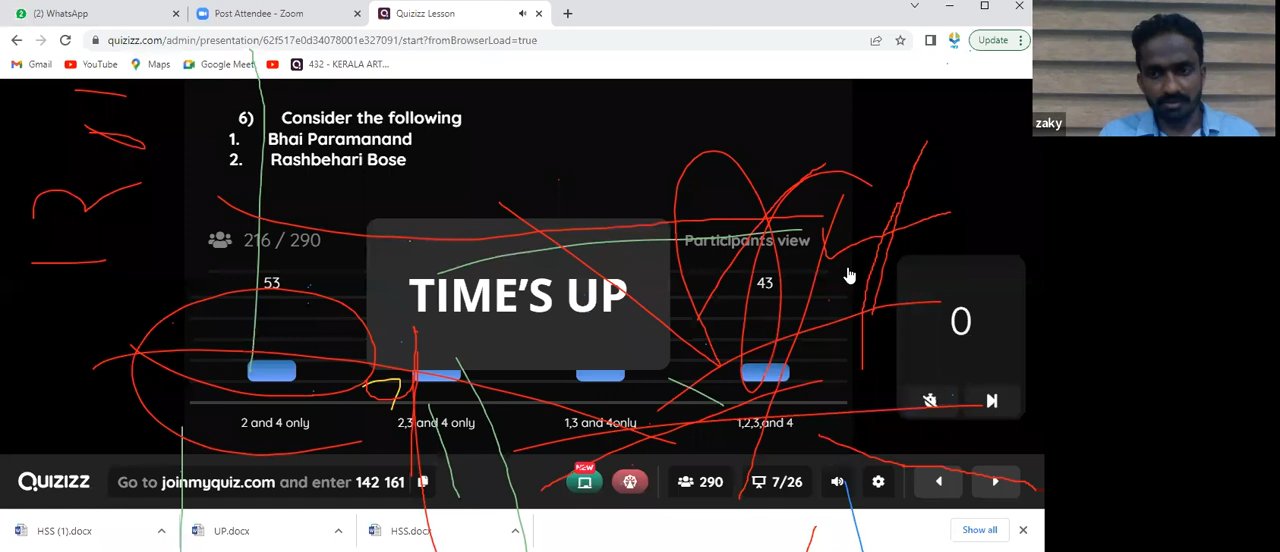 (2) WhatsApp
Post Attendee - Zoom
Quizizz Lesson
quizizz.com/admin/presentation/62f517e0d34078001e327091/start?fromBrowserLoad=true
Update
Gmail
YouTube
Maps
Google Meet
432 - KERALA ART...
zaky
6) Consider the following
1. Bhai Paramanand
2. Rashbehari Bose
216 / 290
Participants view
53
43
TIME'S UP
0
2 and 4 only
2,3 and 4 only
1,3 and 4only
1,2,3,and 4
QUIZIZZ
Go to joinmyquiz.com and enter 142 161
NEW
290
7/26
HSS (1).docx
UP.docx
HSS.docx
Show all